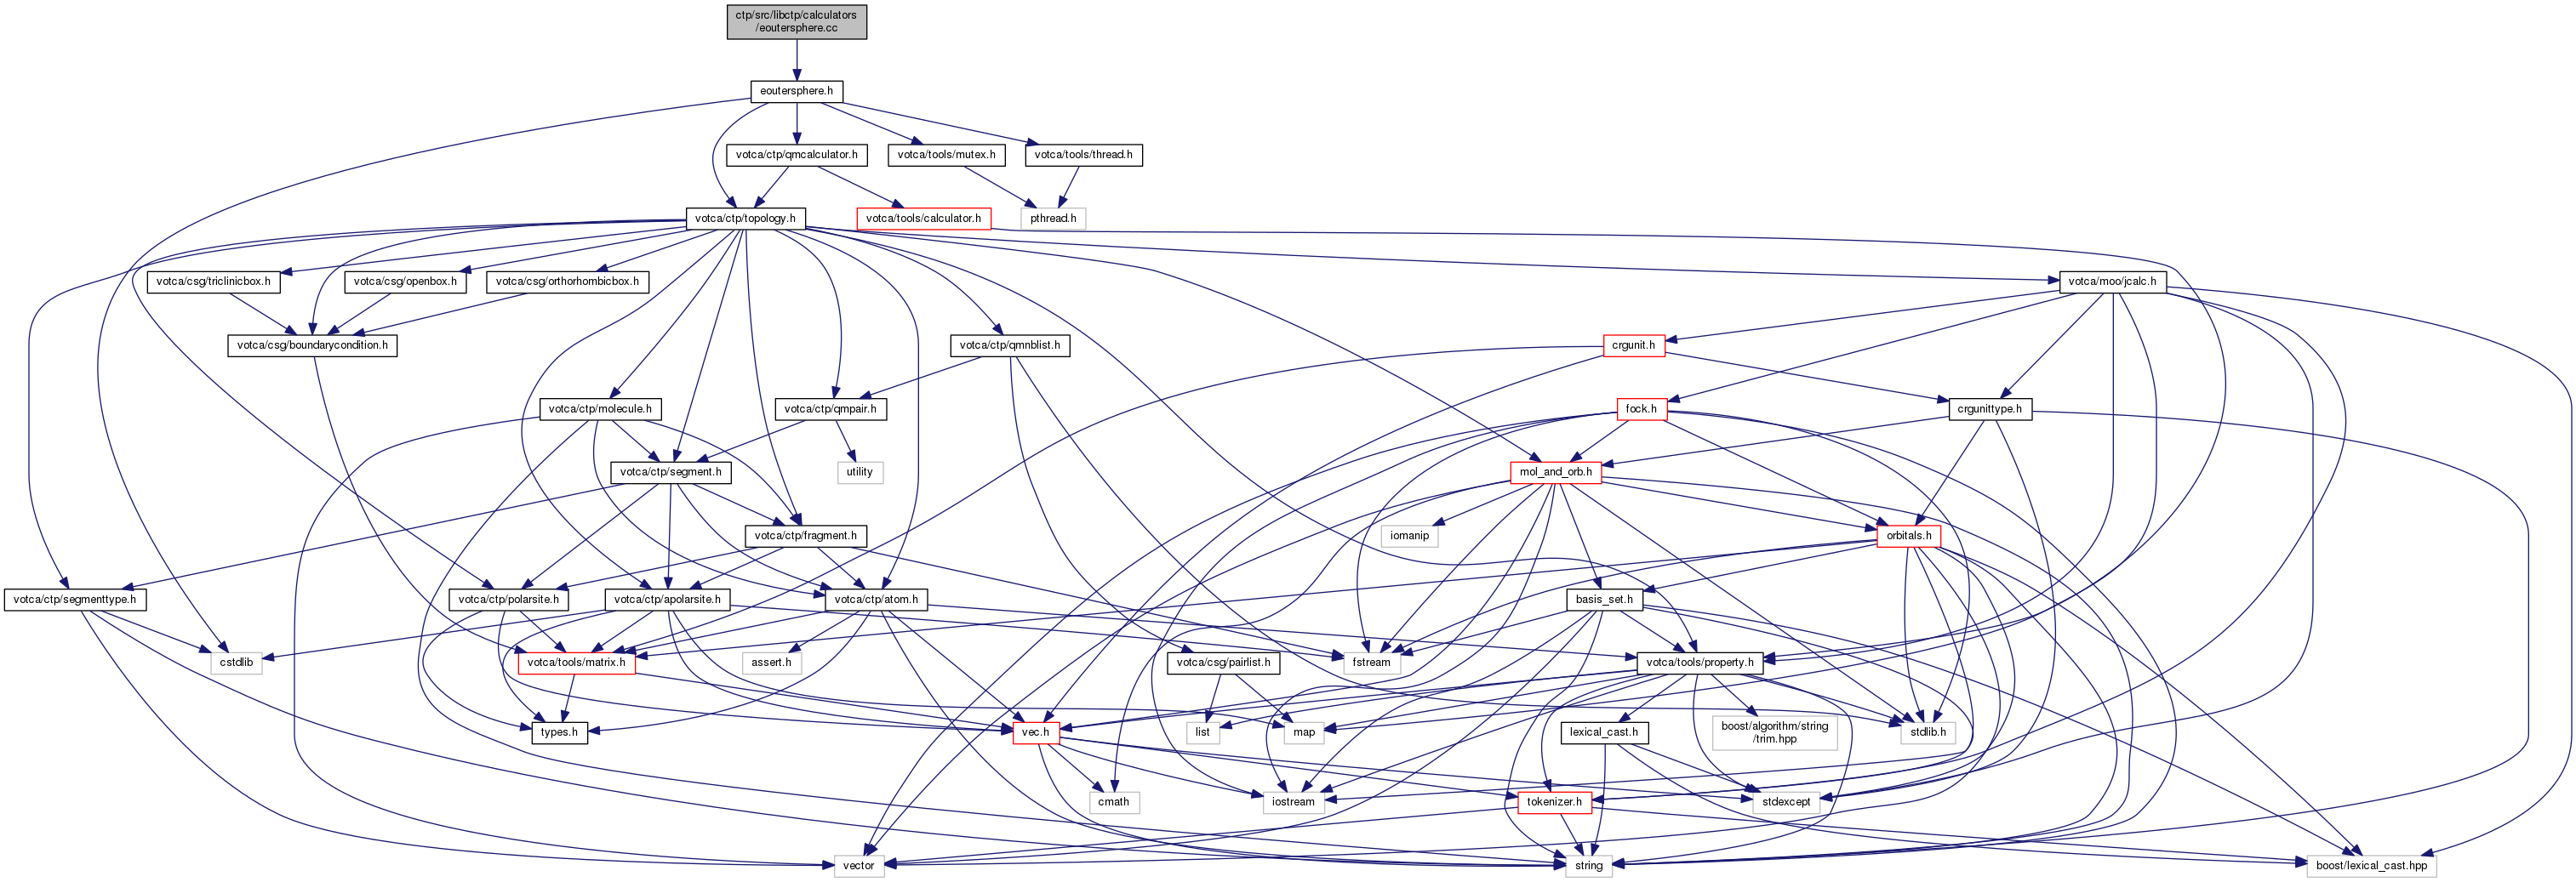 ctp/src/libctp/calculators
/eoutersphere.cc
eoutersphere.h
votca/ctp/qmcalculator.h
votca/tools/mutex.h
votca/tools/thread.h
votca/ctp/topology.h
votca/tools/calculator.h
pthread.h
votca/csg/triclinicbox.h
votca/csg/openbox.h
votca/csg/orthorhombicbox.h
votca/moo/jcalc.h
votca/csg/boundarycondition.h
votca/ctp/qmnblist.h
crgunit.h
votca/ctp/molecule.h
votca/ctp/qmpair.h
fock.h
crgunittype.h
votca/ctp/segment.h
utility
mol_and_orb.h
votca/ctp/fragment.h
iomanip
orbitals.h
votca/ctp/segmenttype.h
votca/ctp/polarsite.h
votca/ctp/apolarsite.h
votca/ctp/atom.h
basis_set.h
cstdlib
votca/tools/matrix.h
assert.h
votca/csg/pairlist.h
fstream
votca/tools/property.h
types.h
vec.h
list
map
lexical_cast.h
boost/algorithm/string
/trim.hpp
stdlib.h
cmath
iostream
tokenizer.h
stdexcept
vector
string
boost/lexical_cast.hpp